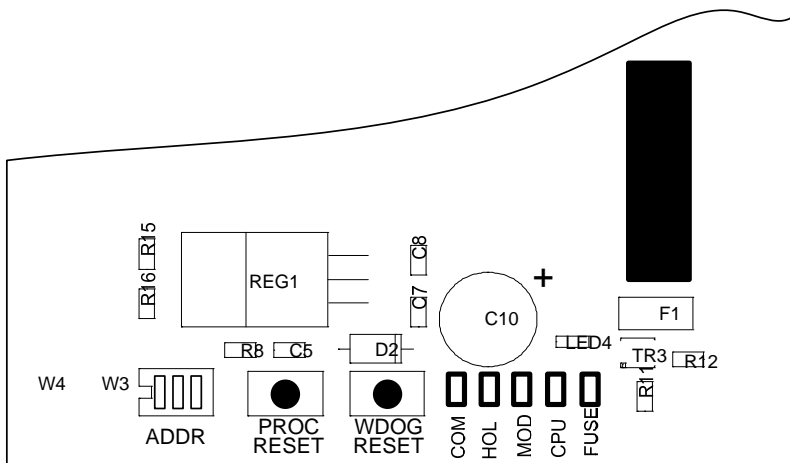 R15
R16
REG1
C8
C7
+
C10
F1
R8
C5
D2
LED4
TR3
R12
R11
W4
W3
ADDR
PROC
RESET
WDOG
RESET
COM
HOL
MOD
CPU
FUSE